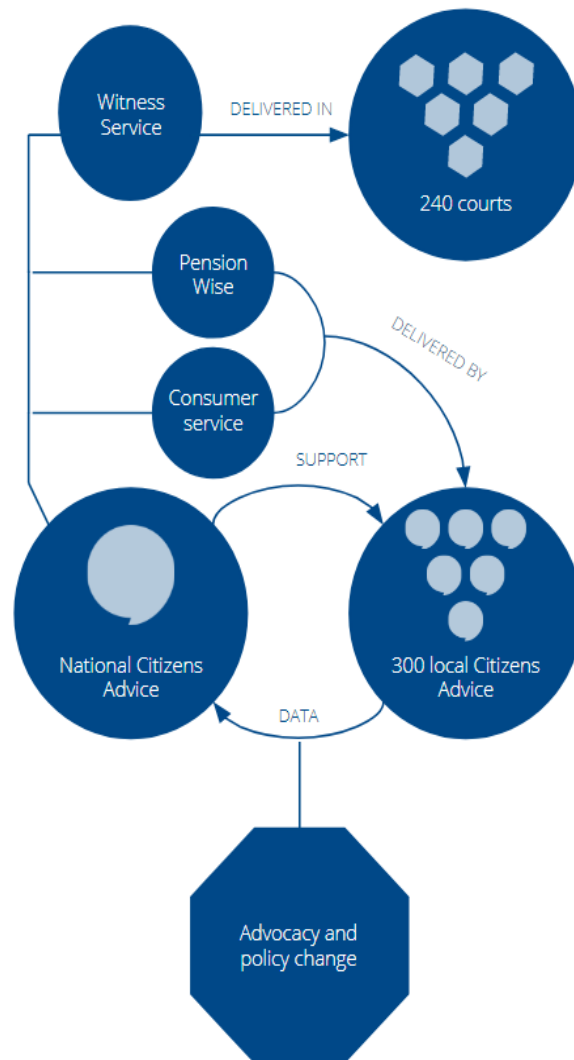 Witness
Service
DELIVERED IN
240 courts
Pension
Wise
DELIVERED BY
Consumer
service
SUPPORT
National Citizens
Advice
300 local Citizens
Advice
DATA
Advocacy and
policy change